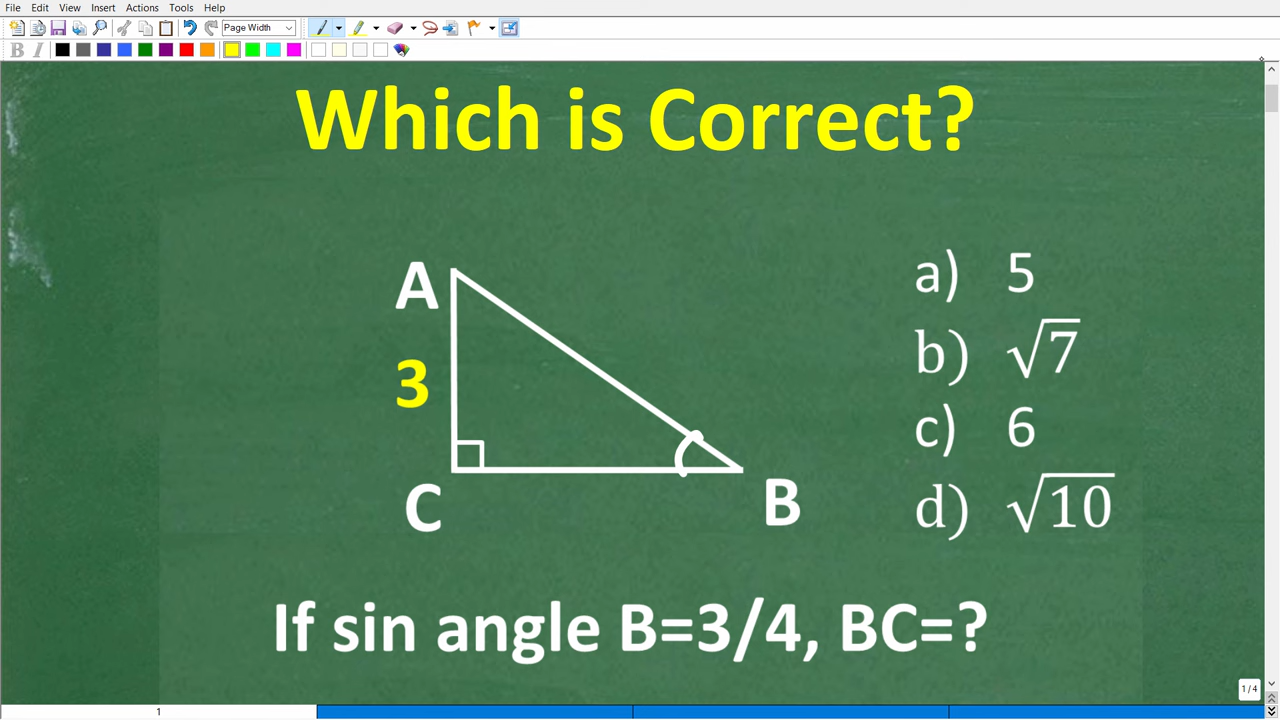 File Edit View Insert Actions Tools Help
Page Width
B I
Which is Correct?
A
a) 5
b) √7
3
c) 6
C
B
d) √10
If sin angle B=3/4, BC=?
1/4
1